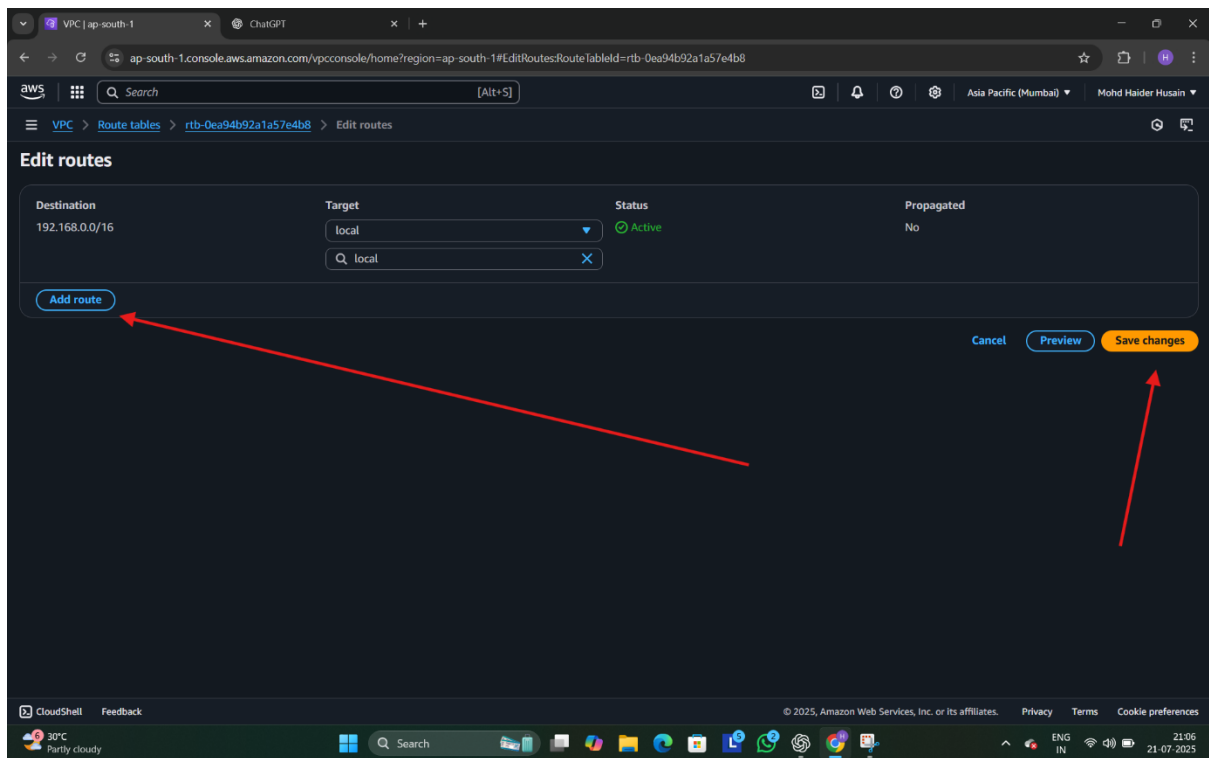 VPC | ap-south-1
ChatGPT
ap-south-1.console.aws.amazon.com/vpcconsole/home?region=ap-south-1#EditRoutes:RouteTableId=rtb-0ea94b92a1a57e4b8
H
aws
Search [Alt+S]
Asia Pacific (Mumbai)
Mohd Haider Husain
VPC > Route tables > rtb-0ea94b92a1a57e4b8 > Edit routes
Edit routes
Destination Target Status Propagated
192.168.0.0/16 local Active No
local
Add route
Cancel Preview Save changes
CloudShell Feedback © 2025, Amazon Web Services, Inc. or its affiliates. Privacy Terms Cookie preferences
6 30°C
Partly cloudy
Search
ENG
IN
21:06
21-07-2025